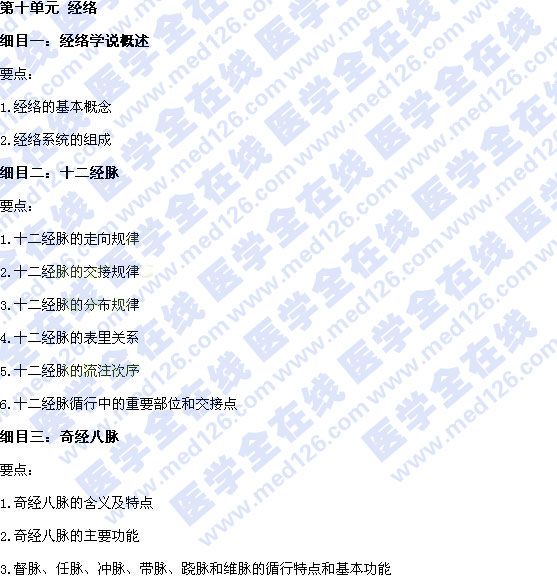 第十单元 经络
细目一：经络学说概述
要点：
1.经络的基本概念
2.经络系统的组成
细目二：十二经脉
要点：
1.十二经脉的走向规律
2.十二经脉的交接规律
3.十二经脉的分布规律
4.十二经脉的表里关系
5.十二经脉的流注次序
6.十二经脉循行中的重要部位和交接点
细目三：奇经八脉
要点：
1.奇经八脉的含义及特点
2.奇经八脉的主要功能
3.督脉、任脉、冲脉、带脉、跷脉和维脉的循行特点和基本功能
医学全在线
www.med126.com